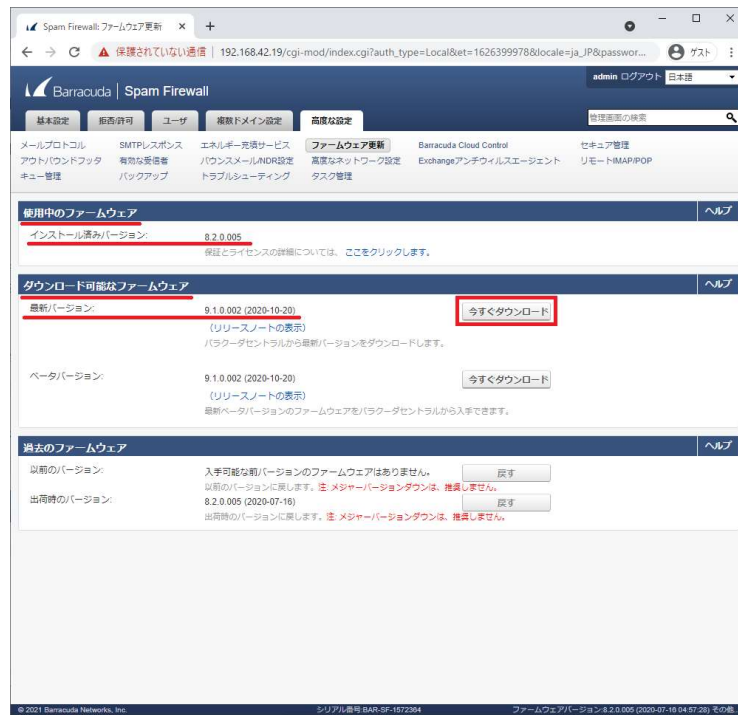 Spam Firewall: ファームウェア更新
保護されていない通信 | 192.168.42.19/cgi-mod/index.cgi?auth_type=Local&et=1626399978&locale=ja_JP&passwor... ゲスト
Barracuda | Spam Firewall
admin ログアウト 日本語
基本設定 拒否/許可 ユーザ 複数ドメイン設定 高度な設定 管理画面の検索
メールプロトコル SMTPレスポンス エネルギー充填サービス ファームウェア更新 Barracuda Cloud Control セキュア管理
アウトバウンドフッタ 有効な受信者 バウンスメール/NDR設定 高度なネットワーク設定 Exchangeアンチウィルスエージェント リモートIMAP/POP
キュー管理 バックアップ トラブルシューティング タスク管理
使用中のファームウェア ヘルプ
インストール済みバージョン: 8.2.0.005
保証とライセンスの詳細については、 ここをクリックします。
ダウンロード可能なファームウェア ヘルプ
最新バージョン: 9.1.0.002 (2020-10-20) 今すぐダウンロード
(リリースノートの表示)
バラクーダセントラルから最新バージョンをダウンロードします。
ベータバージョン: 9.1.0.002 (2020-10-20) 今すぐダウンロード
(リリースノートの表示)
最新ベータバージョンのファームウェアをバラクーダセントラルから入手できます。
過去のファームウェア ヘルプ
以前のバージョン: 入手可能な前バージョンのファームウェアはありません。 戻す
以前のバージョンに戻します。注: メジャーバージョンダウンは、推奨しません。
出荷時のバージョン: 8.2.0.005 (2020-07-16) 戻す
出荷時のバージョンに戻します。注: メジャーバージョンダウンは、推奨しません。
© 2021 Barracuda Networks, Inc. シリアル番号:BAR-SF-1572364 ファームウェアバージョン:8.2.0.005 (2020-07-16 04:57:28) その他..